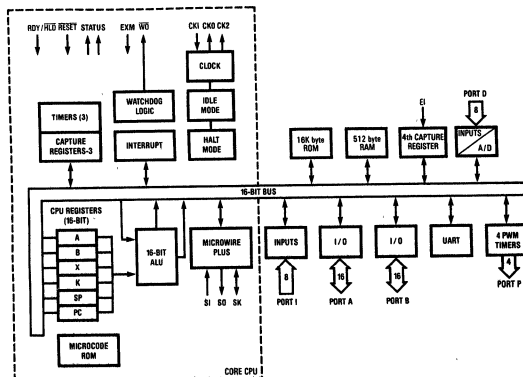 RDY/HLD RESET STATUS EXM WO CKI CKO CK2
CLOCK
IDLE MODE
HALT MODE
WATCHDOG LOGIC
INTERRUPT
TIMERS (3)
CAPTURE REGISTERS-3
16K byte ROM
512 byte RAM
EI
4th CAPTURE REGISTER
PORT D
8
INPUTS
A/D
16-BIT BUS
CPU REGISTERS
(16-BIT)
A
B
X
K
SP
PC
16-BIT ALU
MICROWIRE PLUS
SI SO SK
INPUTS
8
PORT I
I/O
16
PORT A
I/O
16
PORT B
UART
4 PWM TIMERS
4
PORT P
MICROCODE ROM
CORE CPU